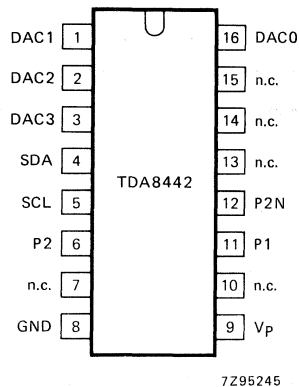 DAC1 1 16 DAC0
DAC2 2 15 n.c.
DAC3 3 14 n.c.
SDA 4 13 n.c.
TDA8442
SCL 5 12 P2N
P2 6 11 P1
n.c. 7 10 n.c.
GND 8 9 VP
7Z95245